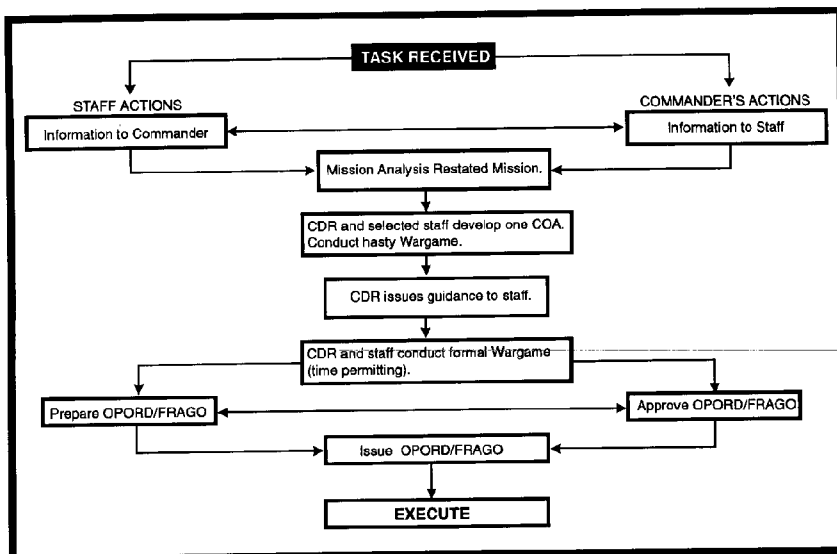 TASK RECEIVED
STAFF ACTIONS
COMMANDER'S ACTIONS
Information to Commander
Information to Staff
Mission Analysis Restated Mission.
CDR and selected staff develop one COA.
Conduct hasty Wargame.
CDR issues guidance to staff.
CDR and staff conduct formal Wargame
(time permitting).
Prepare OPORD/FRAGO
Approve OPORD/FRAGO
Issue OPORD/FRAGO
EXECUTE